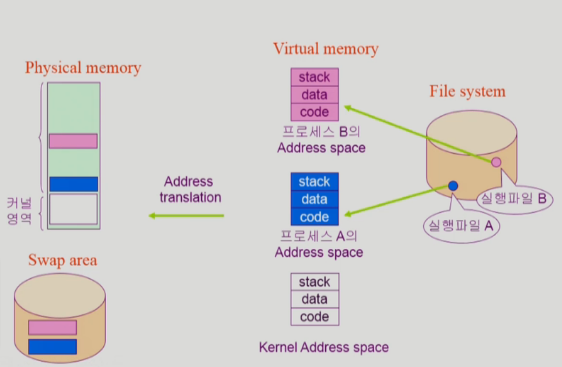 Virtual memory
Physical memory
File system
stack
data
code
프로세스 B의
Address space
Address
translation
stack
data
code
프로세스 A의
Address space
실행파일 B
실행파일 A
커널
영역
Swap area
stack
data
code
Kernel Address space